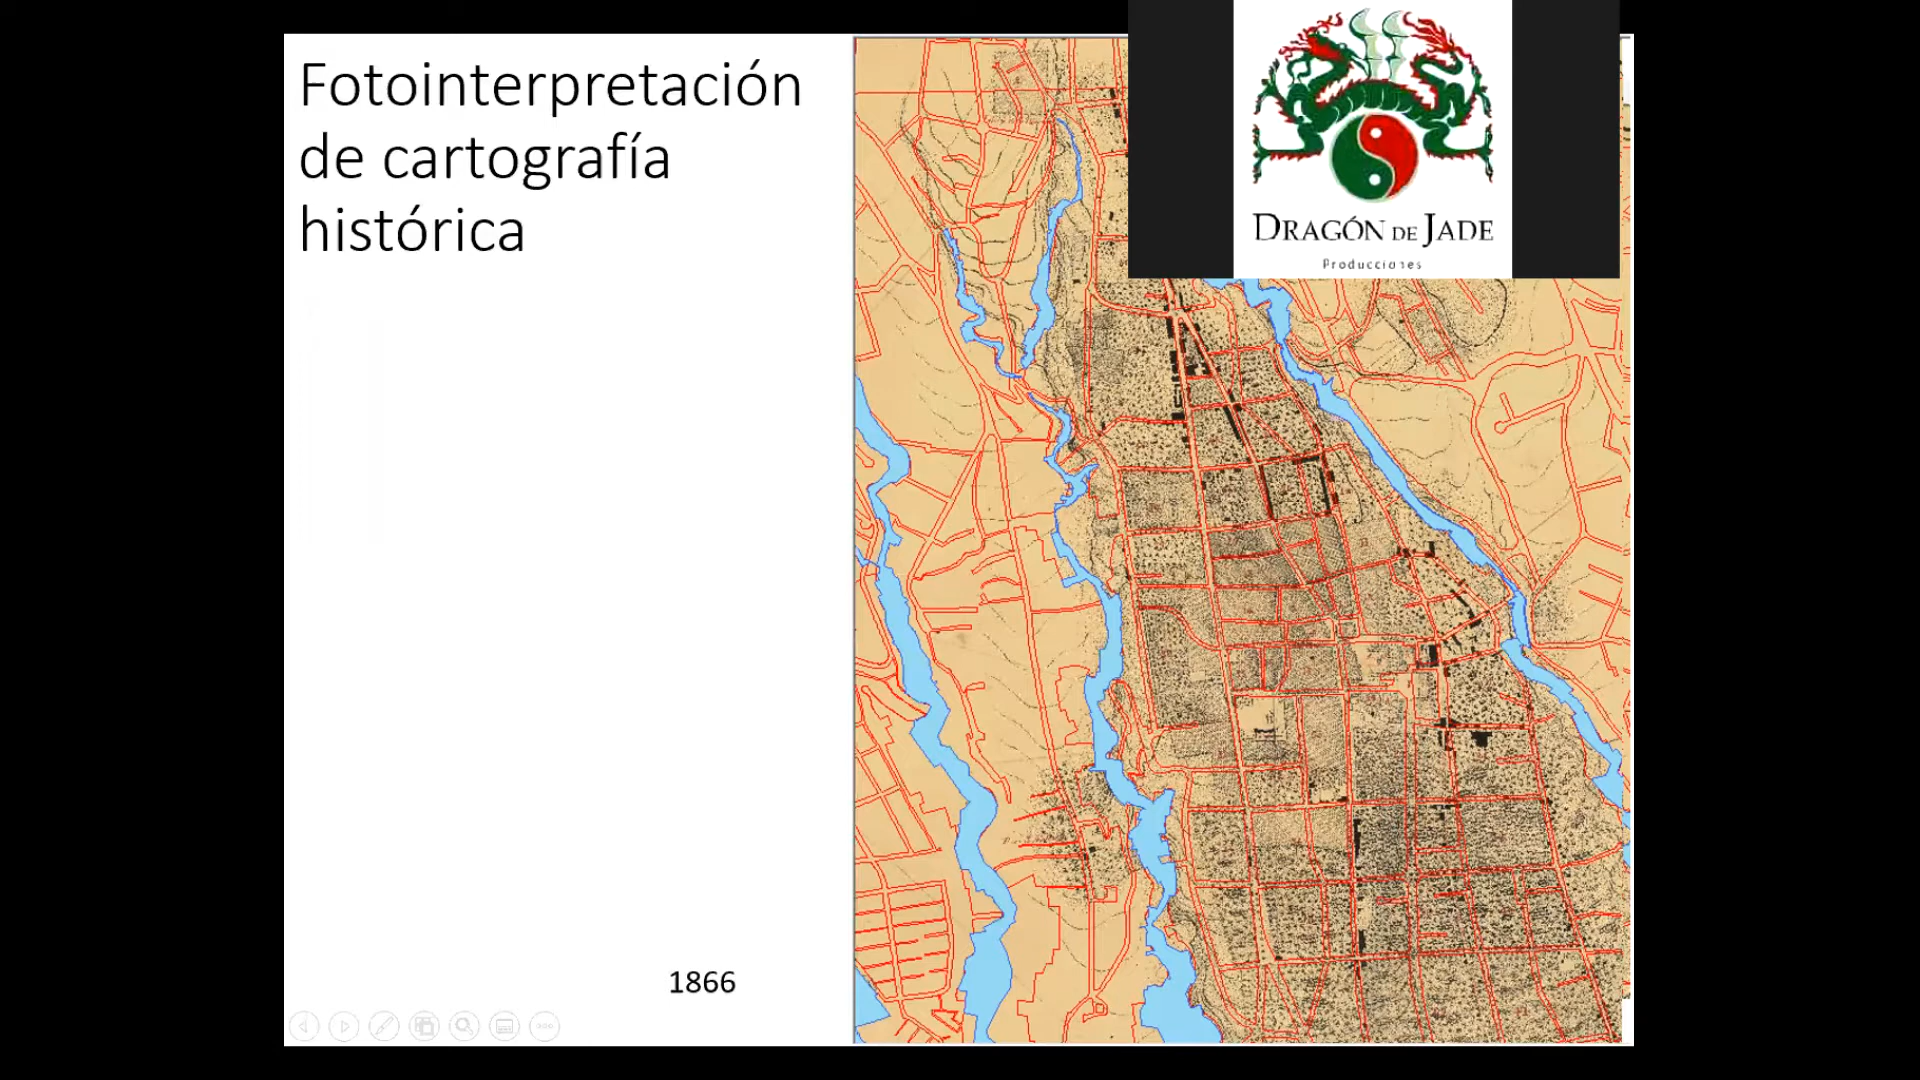 Fotointerpretación
de cartografía
histórica
DRAGÓN DE JADE
Producciones
1866